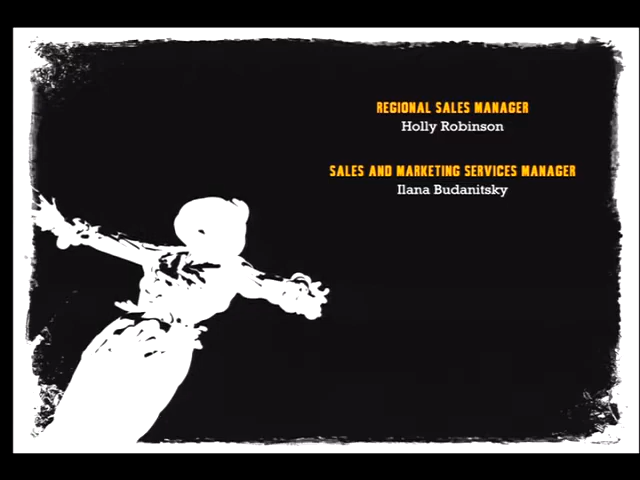 REGIONAL SALES MANAGER
Holly Robinson
SALES AND MARKETING SERVICES MANAGER
Ilana Budanitsky